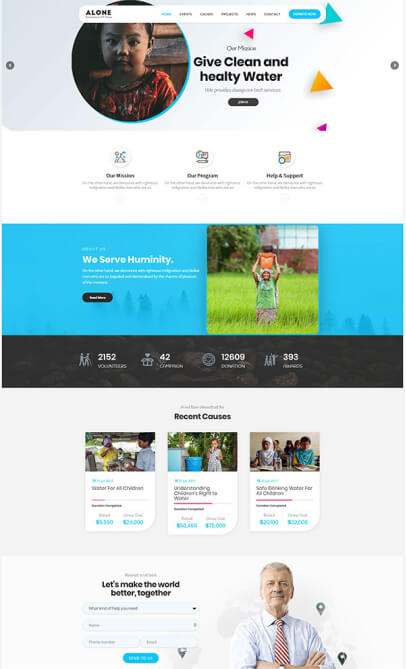 ALONE
HOME EVENTS CAUSES PROJECTS NEWS CONTACT DONATE NOW
Our Mission
Give Clean and
healty Water
We provides always our best services
Our Mission
Our Program
Help & Support
On the other hand, we denounce with righteous
indignation and dislike men who are so
On the other hand, we denounce with righteous
indignation and dislike men who are so
On the other hand, we denounce with righteous
indignation and dislike men who are so
ABOUT US
We Serve Huminity.
On the other hand, we denounce with righteous indignation and dislike
men who are so beguiled and demoralized by the charms of pleasure
of the moment
Read More
2152
VOLUNTEERS
42
CAMPAIGN
12609
DONATION
393
AWARDS
Recent Causes
Water For All Children
Donation Completed
Raised
$5,550
$24,000
Understanding
Children's Right to
Water
Donation Completed
Raised
$50,450
$75,000
Safe Drinking Water For
All Children
Donation Completed
Raised
$20,100
$32,000
Let's make the world
better, together
What kind of help you need?
Name
Phone number
Email
SEND TO US